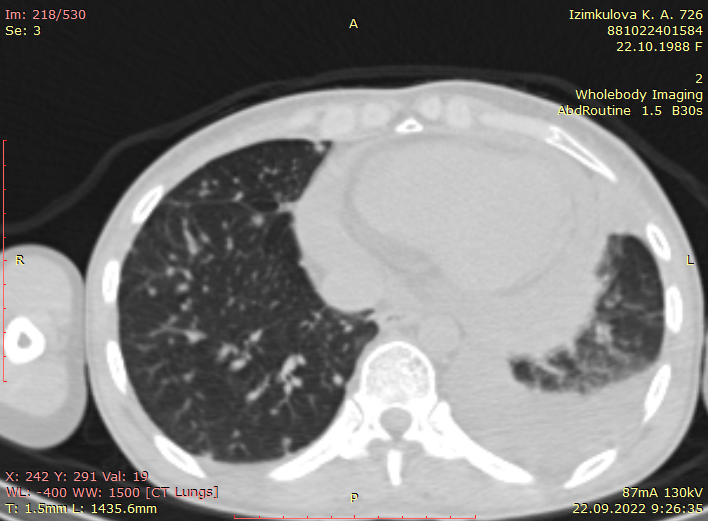 Im: 218/530
Se: 3
A
Izimkulova K. A. 726
881022401584
22.10.1988 F
2
Wholebody Imaging
AbdRoutine 1.5 B30s
R
L
X: 242 Y: 291 Val: 19
WL: -400 WW: 1500 [CT Lungs]
T: 1.5mm L: 1435.6mm
P
87mA 130kV
22.09.2022 9:26:35